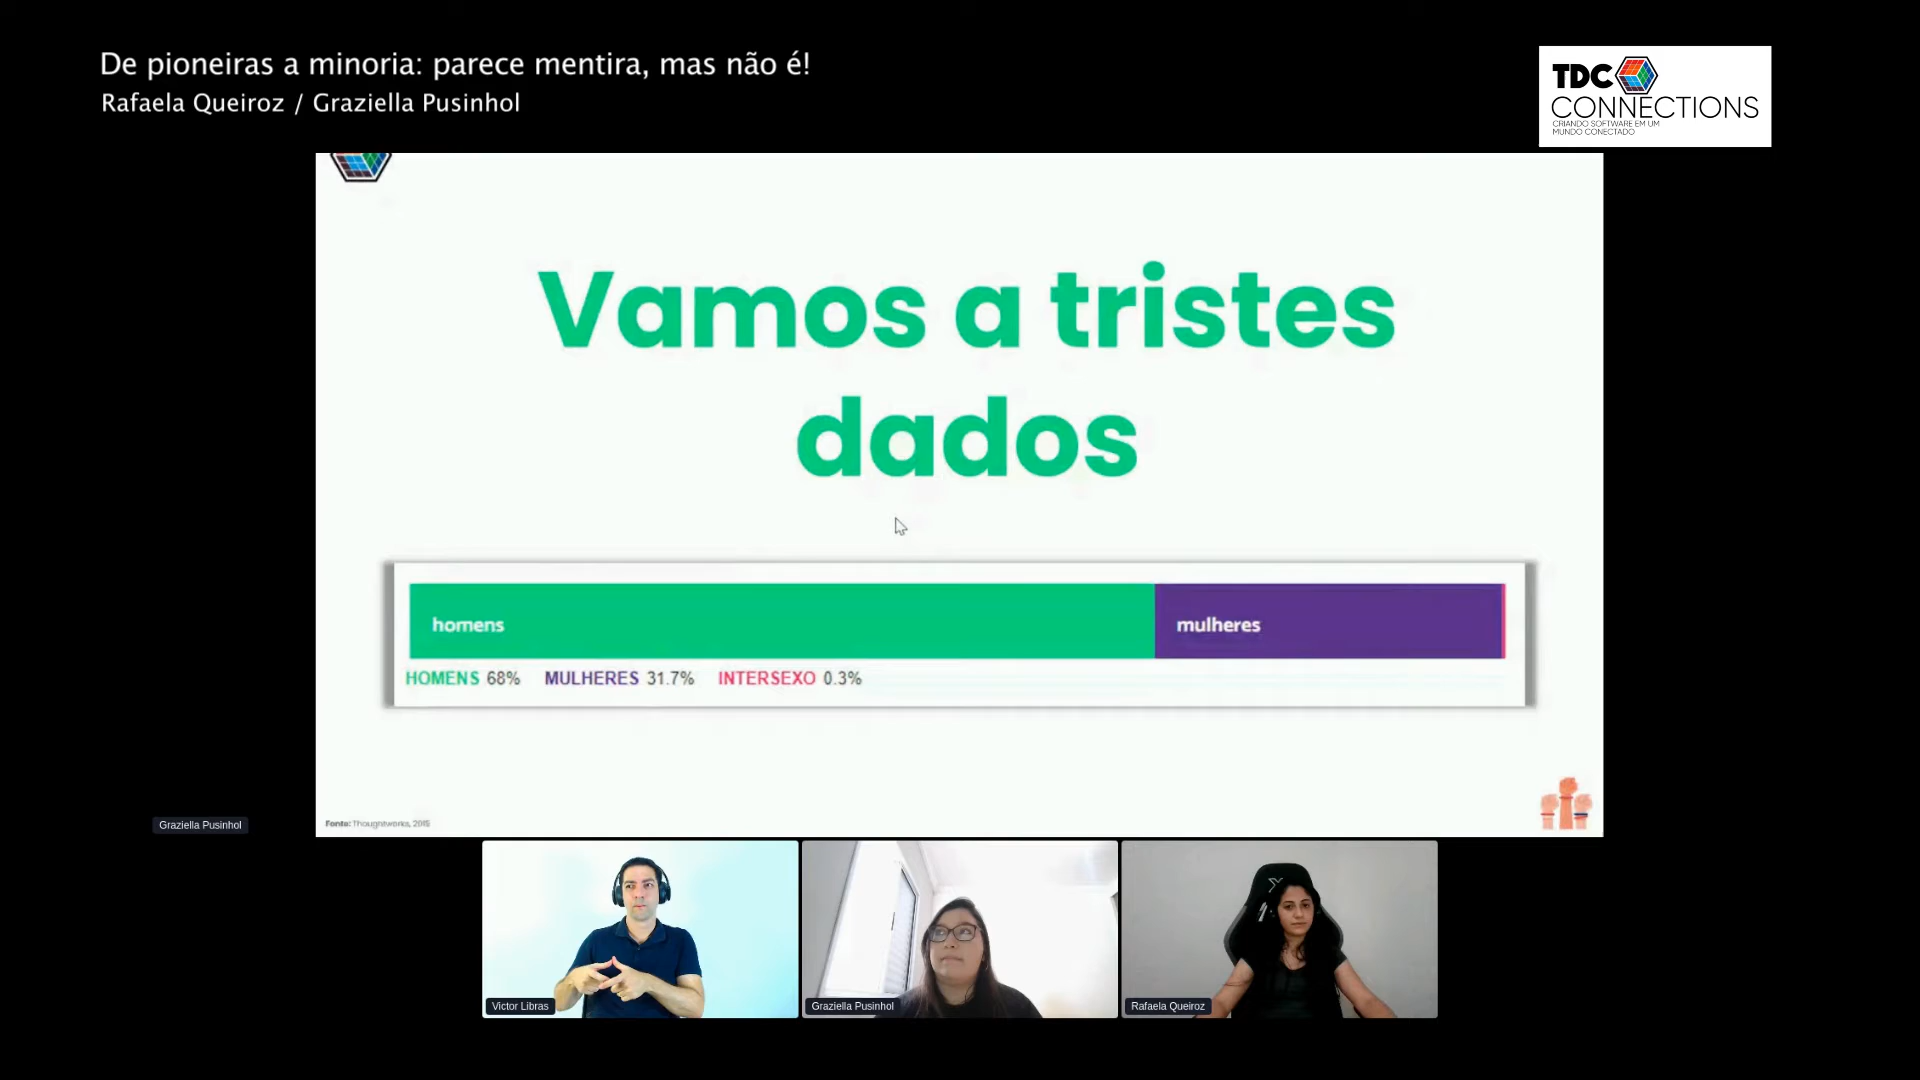 De pioneiras a minoria: parece mentira, mas não é!
Rafaela Queiroz / Graziella Pusinhol
TDC
CONNECTIONS
CRIANDO SOFTWARE EM UM
MUNDO CONECTADO
Vamos a tristes
dados
homens
mulheres
HOMENS 68% MULHERES 31.7% INTERSEXO 0.3%
Fonte: Thoughtworks, 2015
Graziella Pusinhol
Victor Libras
Graziella Pusinhol
Rafaela Queiroz